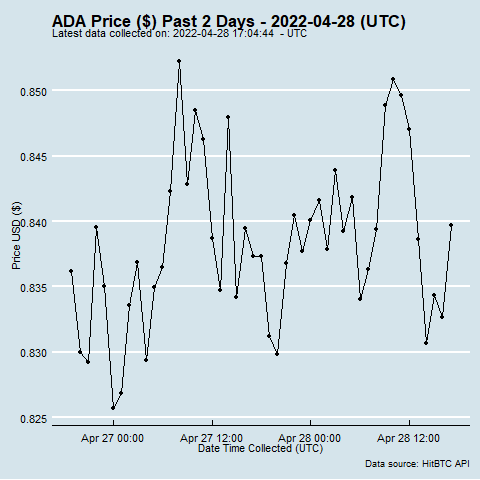 ADA Price ($) Past 2 Days - 2022-04-28 (UTC)
Latest data collected on: 2022-04-28 17:04:44 - UTC
0.850
0.845
0.840
0.835
0.830
0.825
Price USD ($)
Apr 27 00:00
Apr 27 12:00
Apr 28 00:00
Apr 28 12:00
Date Time Collected (UTC)
Data source: HitBTC API